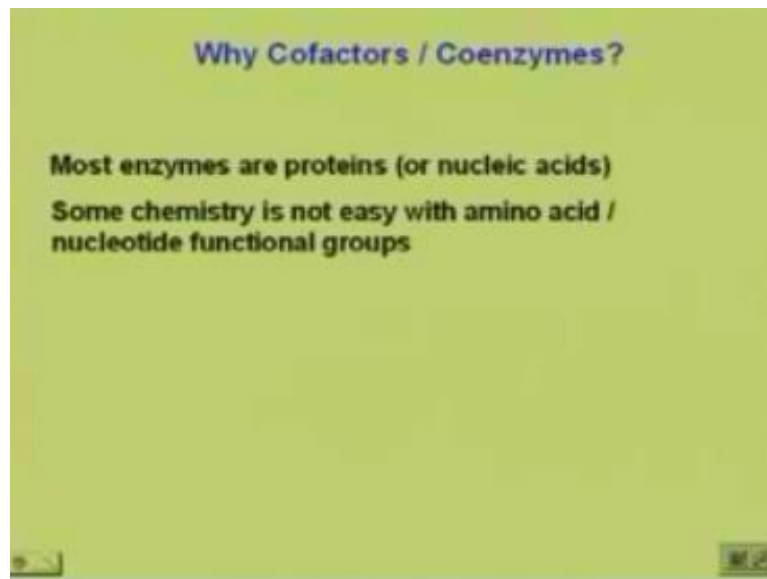 Why Cofactors / Coenzymes?
Most enzymes are proteins (or nucleic acids)
Some chemistry is not easy with amino acid /
nucleotide functional groups